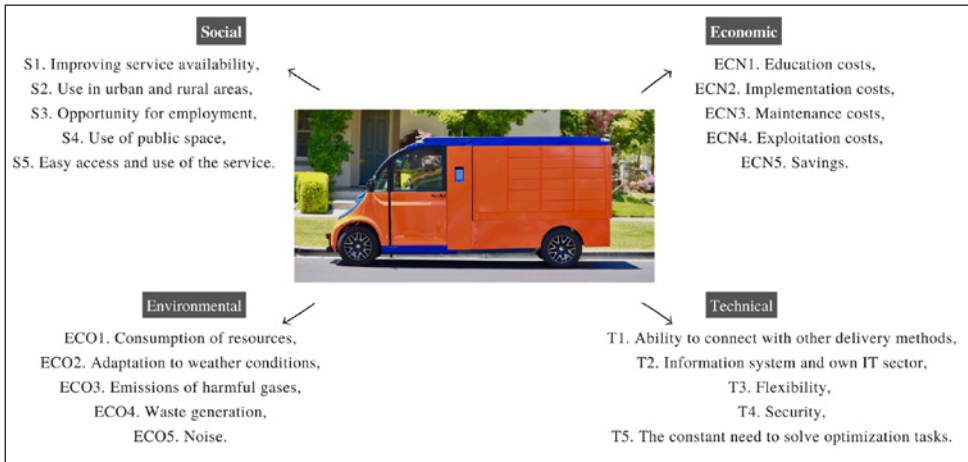 Social
S1. Improving service availability,
S2. Use in urban and rural areas,
S3. Opportunity for employment,
S4. Use of public space,
S5. Easy access and use of the service.
Economic
ECN1. Education costs,
ECN2. Implementation costs,
ECN3. Maintenance costs,
ECN4. Exploitation costs,
ECN5. Savings.
Environmental
ECO1. Consumption of resources,
ECO2. Adaptation to weather conditions,
ECO3. Emissions of harmful gases,
ECO4. Waste generation,
ECO5. Noise.
Technical
T1. Ability to connect with other delivery methods,
T2. Information system and own IT sector,
T3. Flexibility,
T4. Security,
T5. The constant need to solve optimization tasks.